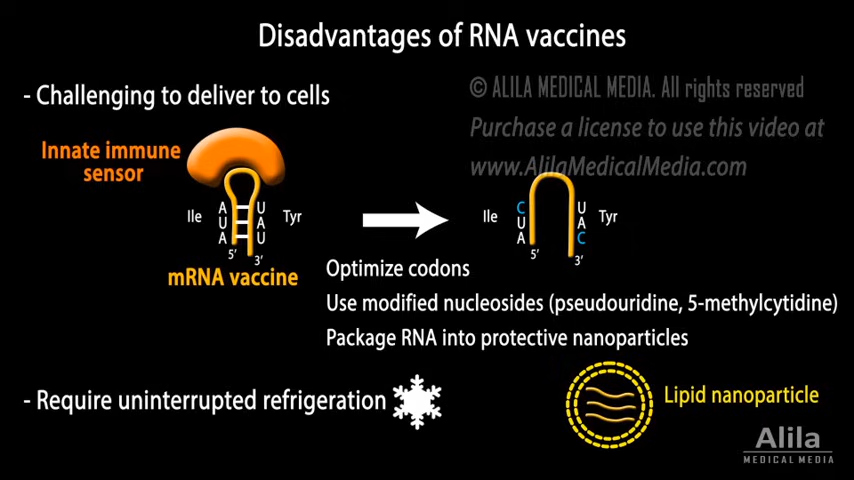 Disadvantages of RNA vaccines
- Challenging to deliver to cells
© ALILA MEDICAL MEDIA. All rights reserved
Purchase a license to use this video at
www.AlilaMedicalMedia.com
Innate immune
sensor
Ile
A
U
A
U
A
U
Tyr
5'
3'
mRNA vaccine
Ile
C
U
A
U
A
C
Tyr
5'
3'
Optimize codons
Use modified nucleosides (pseudouridine, 5-methylcytidine)
Package RNA into protective nanoparticles
- Require uninterrupted refrigeration
Lipid nanoparticle
Alila
MEDICAL MEDIA